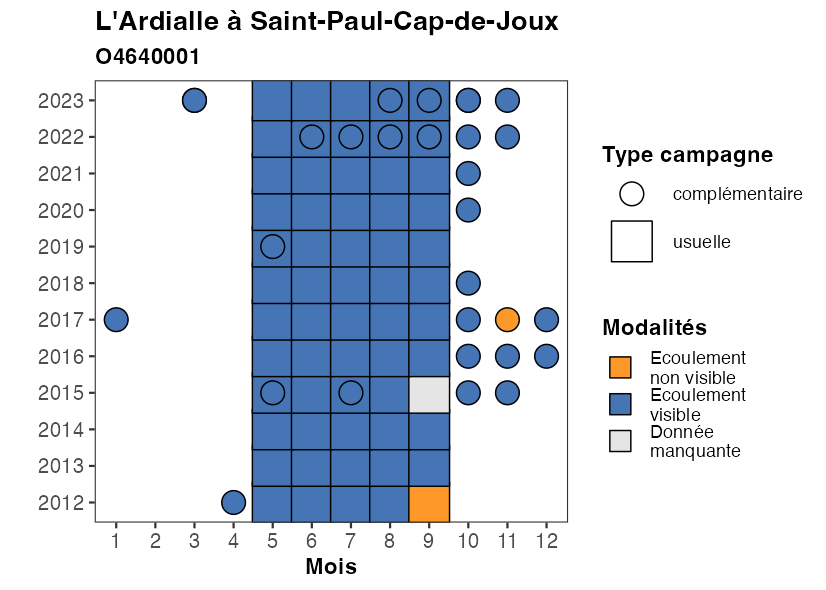 L'Ardialle à Saint-Paul-Cap-de-Joux
O4640001
2023
2022
2021
2020
2019
2018
2017
2016
2015
2014
2013
2012
1 2 3 4 5 6 7 8 9 10 11 12
Mois
Type campagne
complémentaire
usuelle
Modalités
Ecoulement
non visible
Ecoulement
visible
Donnée
manquante